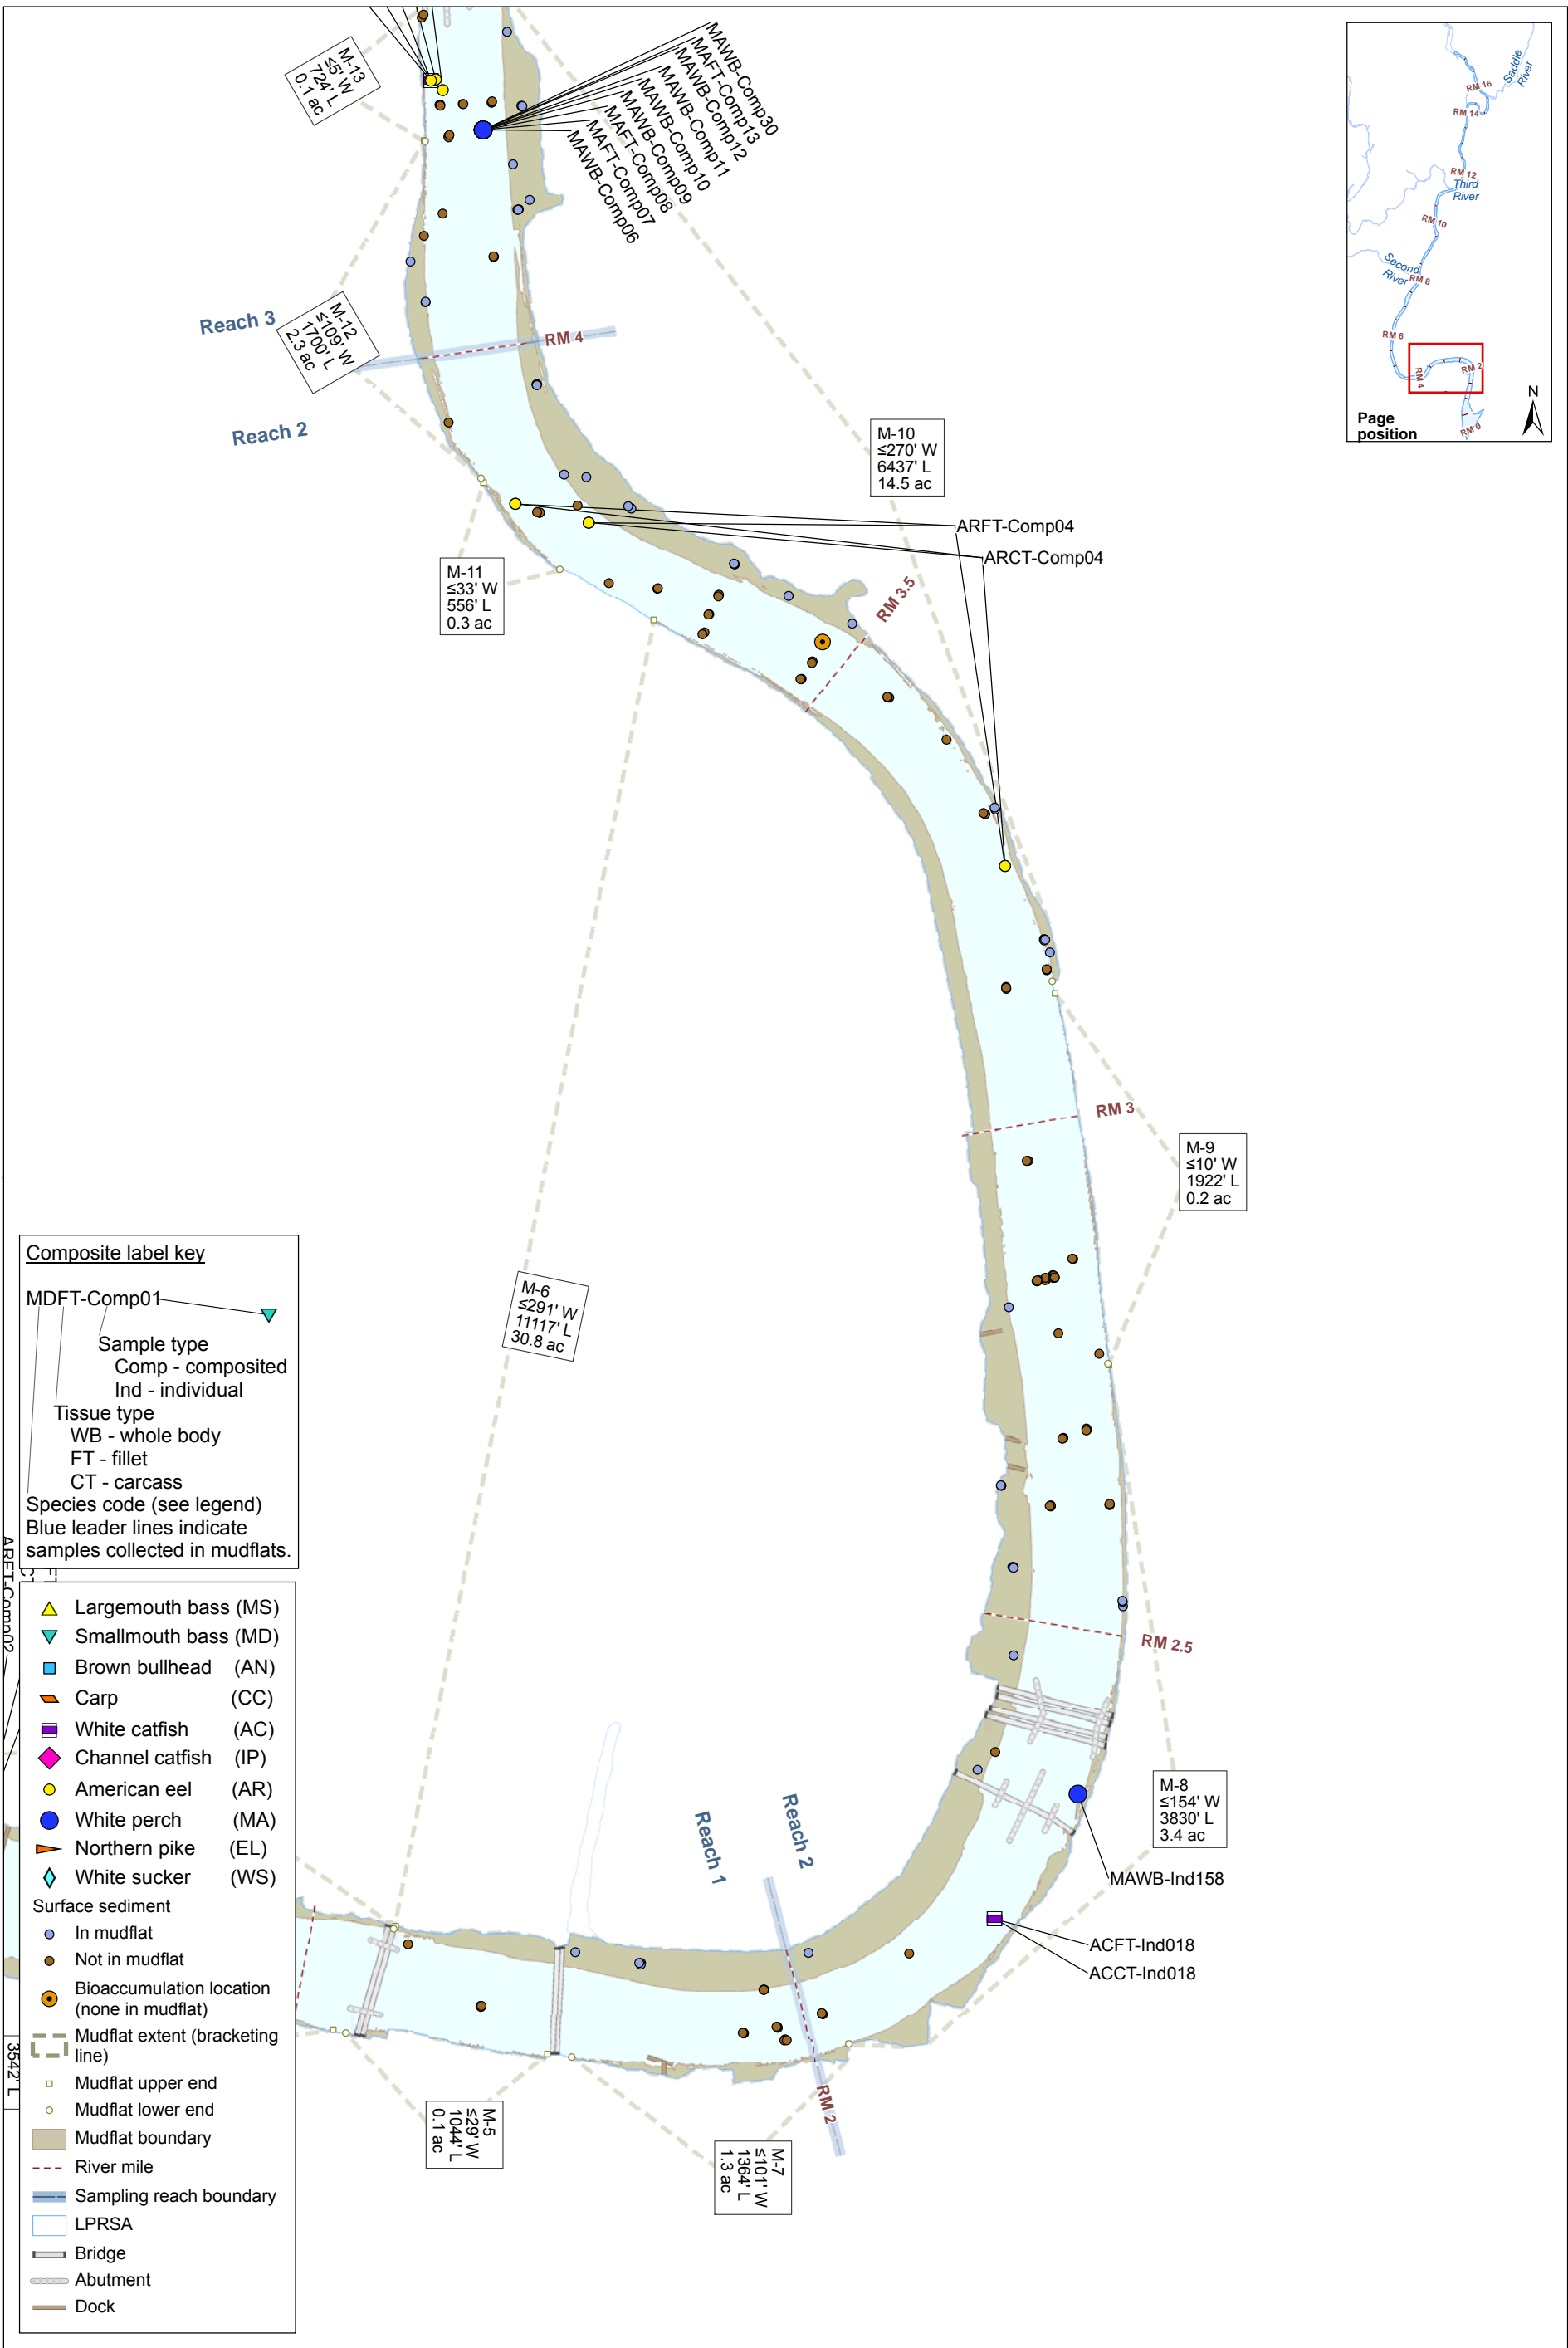 M-13
≤5' W
724' L
0.1 ac
MAWB-Comp30
MAFT-Comp13
MAWB-Comp12
MAWB-Comp11
MAWB-Comp10
MAWB-Comp09
MAFT-Comp08
MAFT-Comp07
MAWB-Comp06
Saddle
River
RM 16
RM 14
RM 12
Third
River
RM 10
Second
River
RM 8
RM 6
RM 4
RM 2
RM 0
Page
position
N
Reach 3
M-12
≤109' W
1700' L
2.3 ac
RM 4
Reach 2
M-10
≤270' W
6437' L
14.5 ac
ARFT-Comp04
ARCT-Comp04
M-11
≤33' W
556' L
0.3 ac
RM 3.5
RM 3
M-9
≤10' W
1922' L
0.2 ac
M-6
≤291' W
11117' L
30.8 ac
RM 2.5
M-8
≤154' W
3830' L
3.4 ac
MAWB-Ind158
ACFT-Ind018
ACCT-Ind018
Reach 1
Reach 2
RM 2
M-5
≤29' W
1044' L
0.1 ac
M-7
≤101' W
1364' L
1.3 ac
Composite label key
MDFT-Comp01
Sample type
Comp - composited
Ind - individual
Tissue type
WB - whole body
FT - fillet
CT - carcass
Species code (see legend)
Blue leader lines indicate
samples collected in mudflats.
ARFT-Comp02
3542' L
Largemouth bass (MS)
Smallmouth bass (MD)
Brown bullhead (AN)
Carp (CC)
White catfish (AC)
Channel catfish (IP)
American eel (AR)
White perch (MA)
Northern pike (EL)
White sucker (WS)
Surface sediment
In mudflat
Not in mudflat
Bioaccumulation location
(none in mudflat)
Mudflat extent (bracketing
line)
Mudflat upper end
Mudflat lower end
Mudflat boundary
River mile
Sampling reach boundary
LPRSA
Bridge
Abutment
Dock